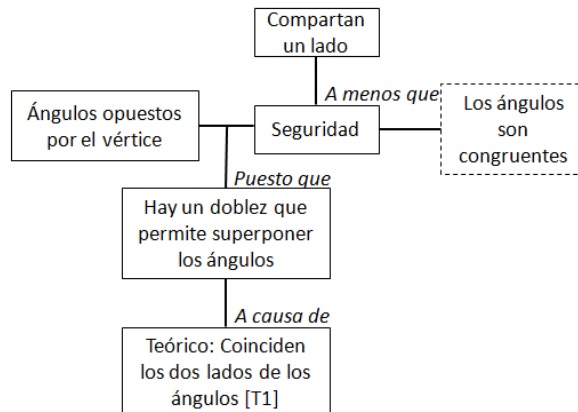 Compartan
un lado
A menos que
Ángulos opuestos
por el vértice
Seguridad
Los ángulos
son
congruentes
Puesto que
Hay un doblez que
permite superponer
los ángulos
A causa de
Teórico: Coinciden
los dos lados de los
ángulos [T1]